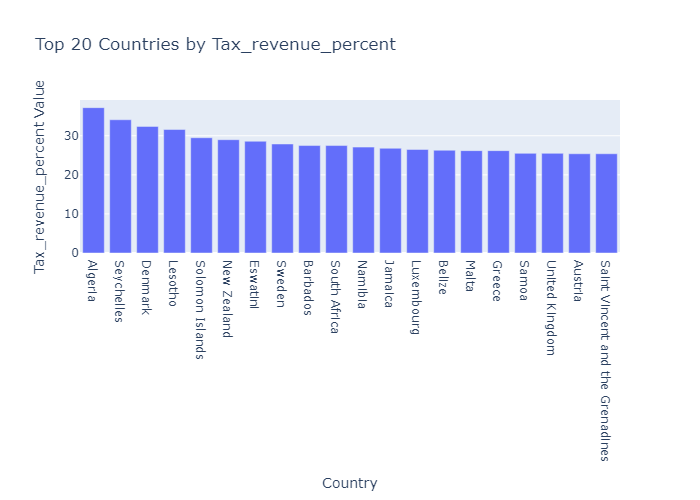 Top 20 Countries by Tax_revenue_percent
Tax_revenue_percent Value
30
20
10
0
Algeria
Seychelles
Denmark
Lesotho
Solomon Islands
New Zealand
Eswatini
Sweden
Barbados
South Africa
Namibia
Jamaica
Luxembourg
Belize
Malta
Greece
Samoa
United Kingdom
Austria
Saint Vincent and the Grenadines
Country